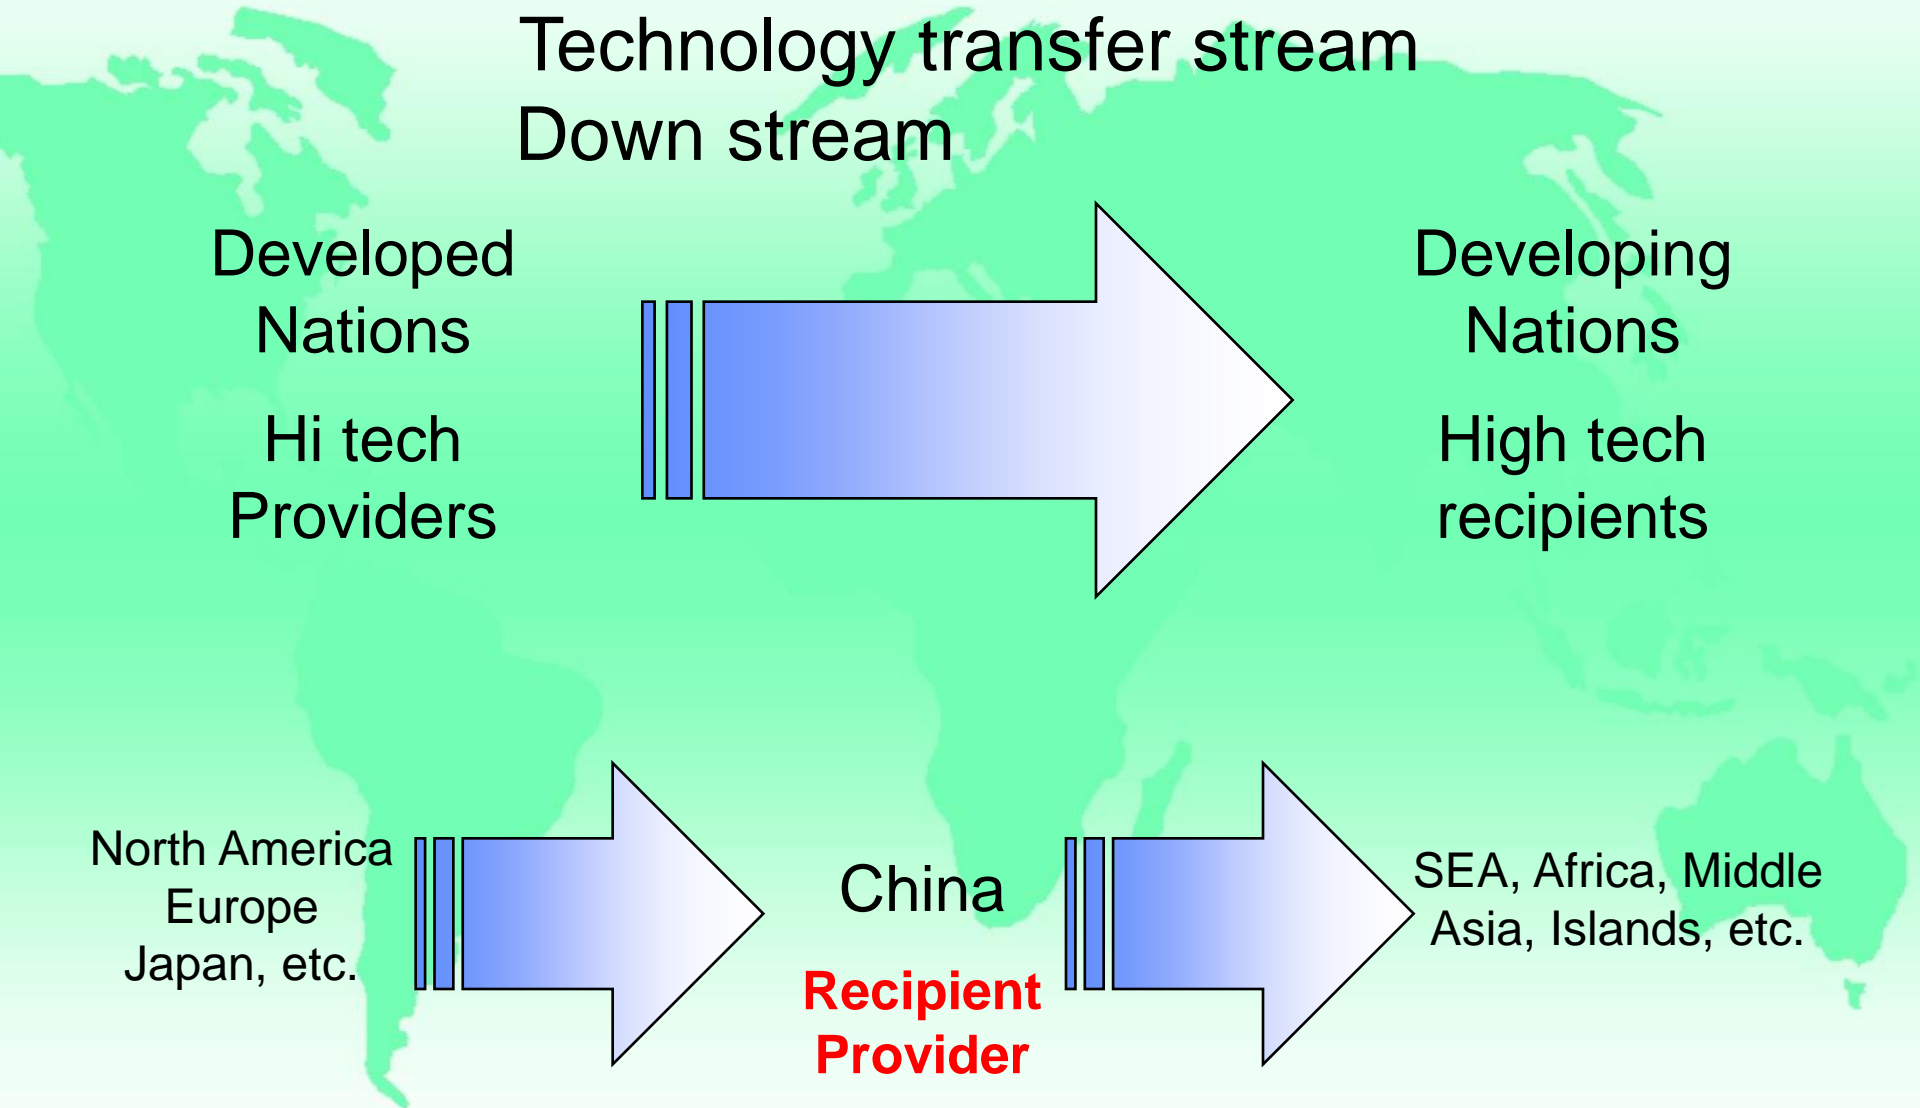 Technology transfer stream
Down stream
Developed
Nations
Hi tech
Providers
Developing
Nations
High tech
recipients
North America
Europe
Japan, etc.
China
Recipient
Provider
SEA, Africa, Middle
Asia, Islands, etc.